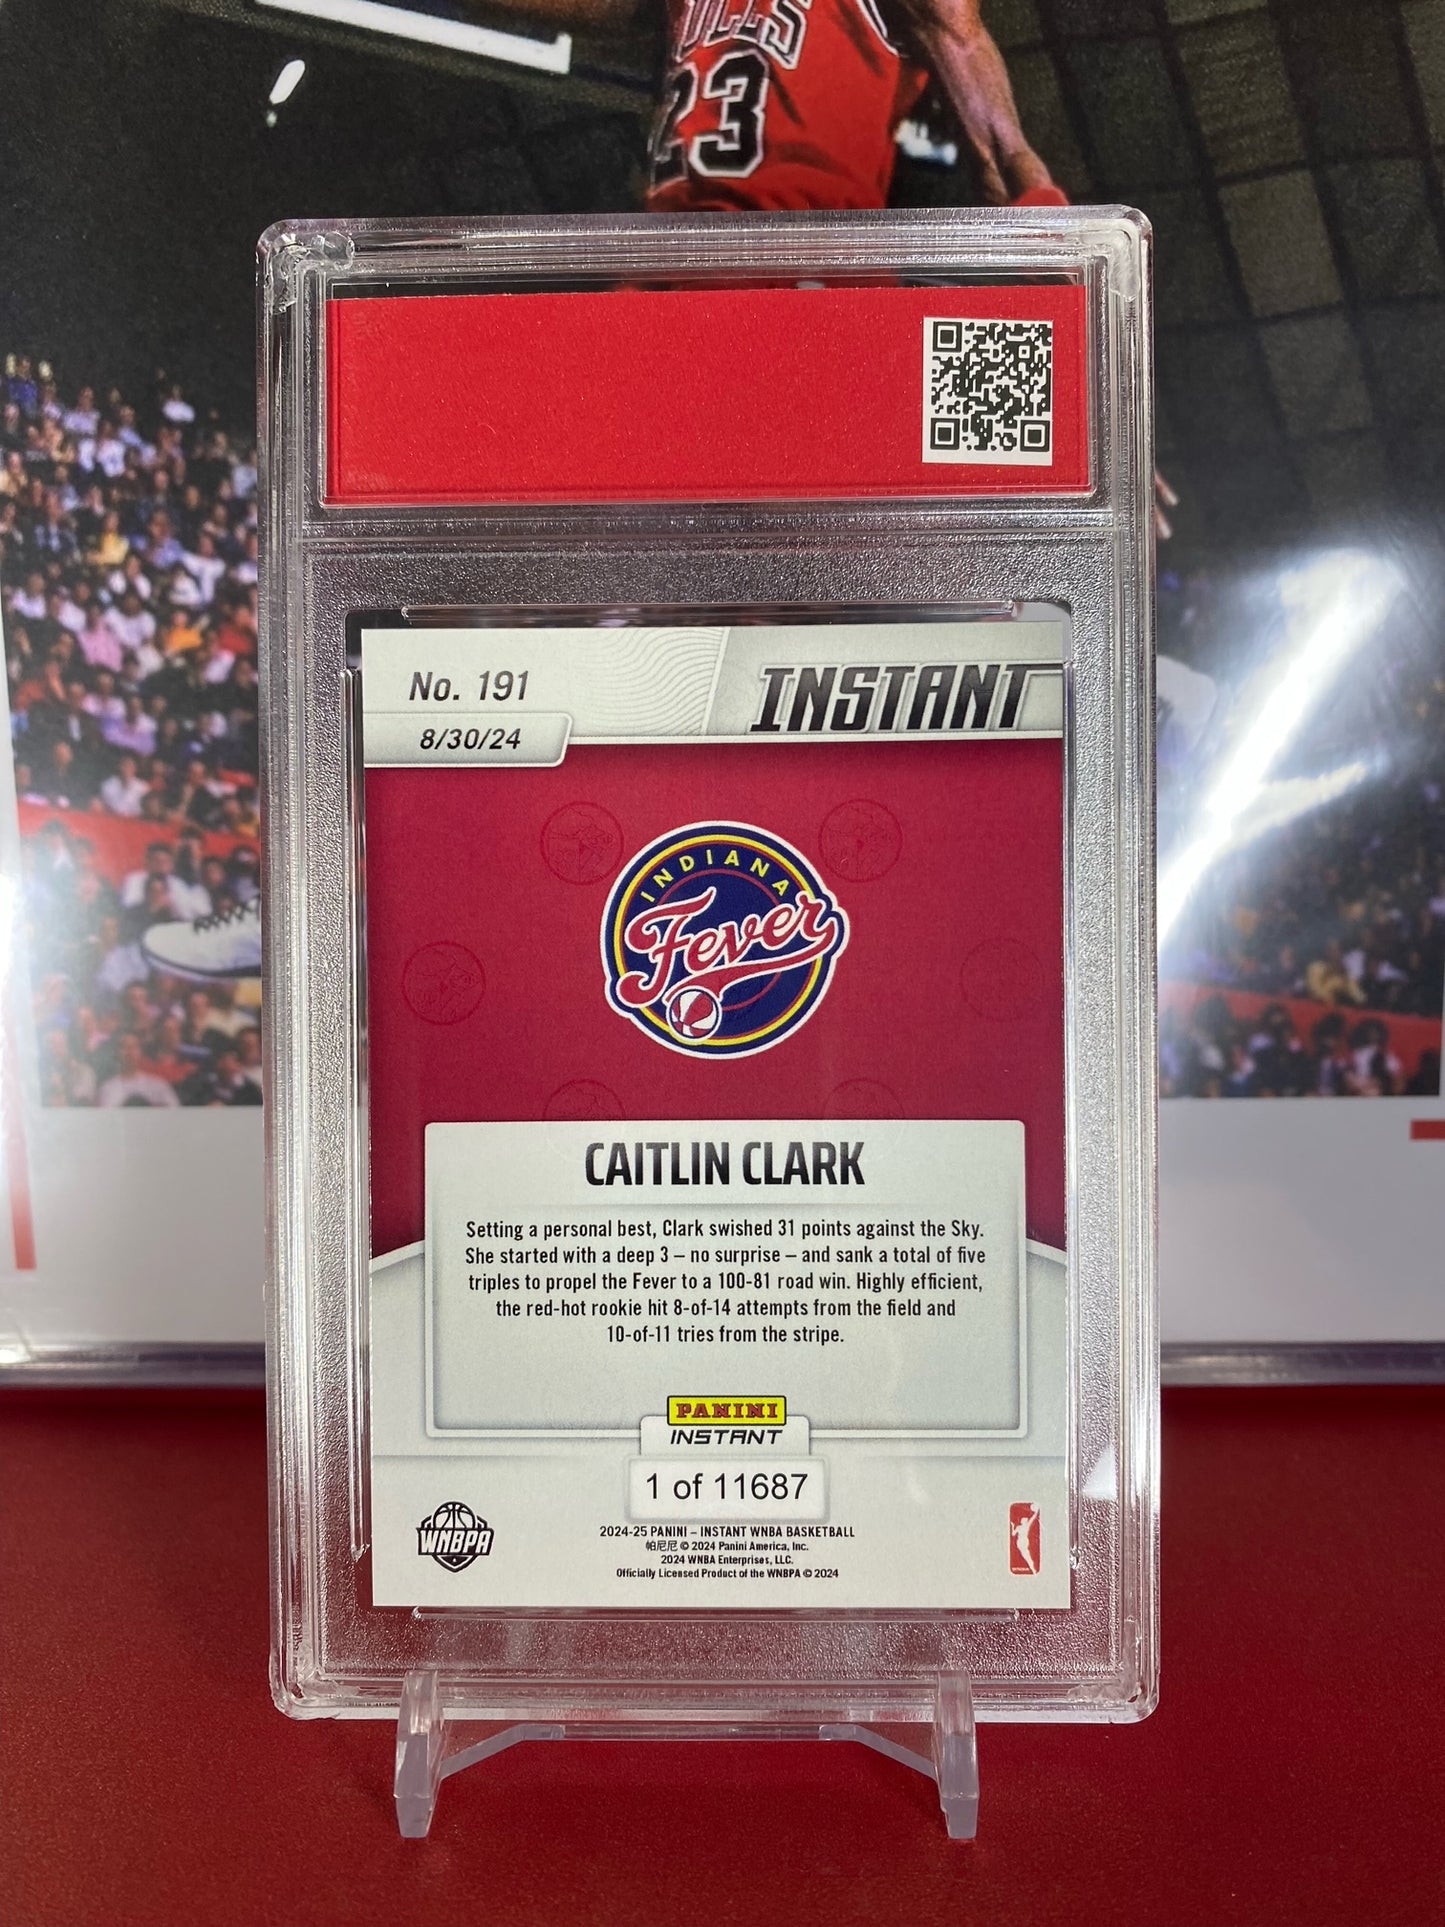 BULLS
23
No. 191
INSTANT
8/30/24
INDIANA
Fever
CAITLIN CLARK
Setting a personal best, Clark swished 31 points against the Sky.
She started with a deep 3 – no surprise – and sank a total of five
triples to propel the Fever to a 100-81 road win. Highly efficient,
the red-hot rookie hit 8-of-14 attempts from the field and
10-of-11 tries from the stripe.
PANINI
INSTANT
1 of 11687
WNBPA
2024-25 PANINI – INSTANT WNBA BASKETBALL
帕尼尼 © 2024 Panini America, Inc.
2024 WNBA Enterprises, LLC.
Officially Licensed Product of the WNBPA © 2024